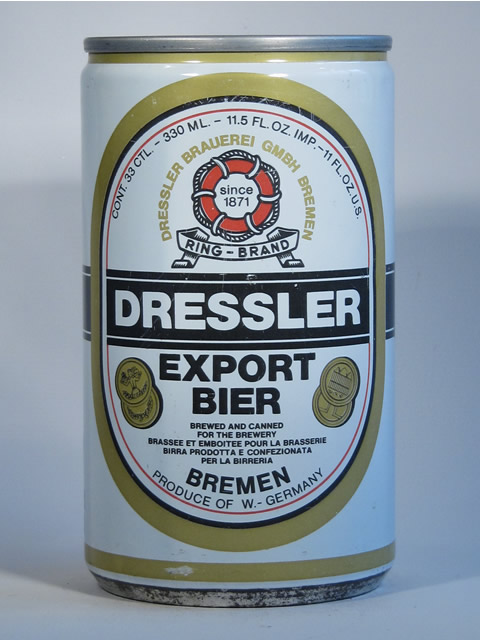 CONT. 33 CTL. - 330 ML. - 11.5 FL. OZ. IMP. - 11 FL. OZ. U.S.
DRESSLER BRAUEREI GMBH BREMEN
since
1871
RING-BRAND
DRESSLER
EXPORT
BIER
BREWED AND CANNED
FOR THE BREWERY
BRASSEE ET EMBOITEE POUR LA BRASSERIE
BIRRA PRODOTTA E CONFEZIONATA
PER LA BIRRERIA
BREMEN
PRODUCE OF W.-GERMANY